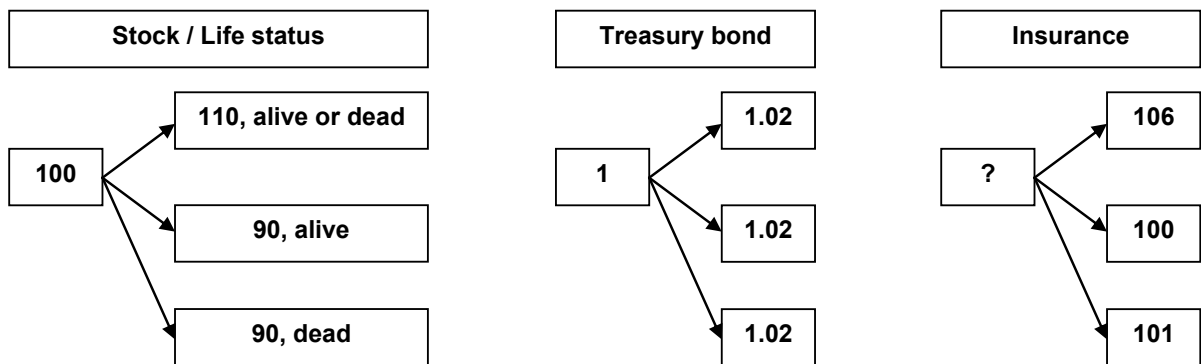 Stock / Life status
Treasury bond
Insurance
100
110, alive or dead
90, alive
90, dead
1
1.02
1.02
1.02
?
106
100
101